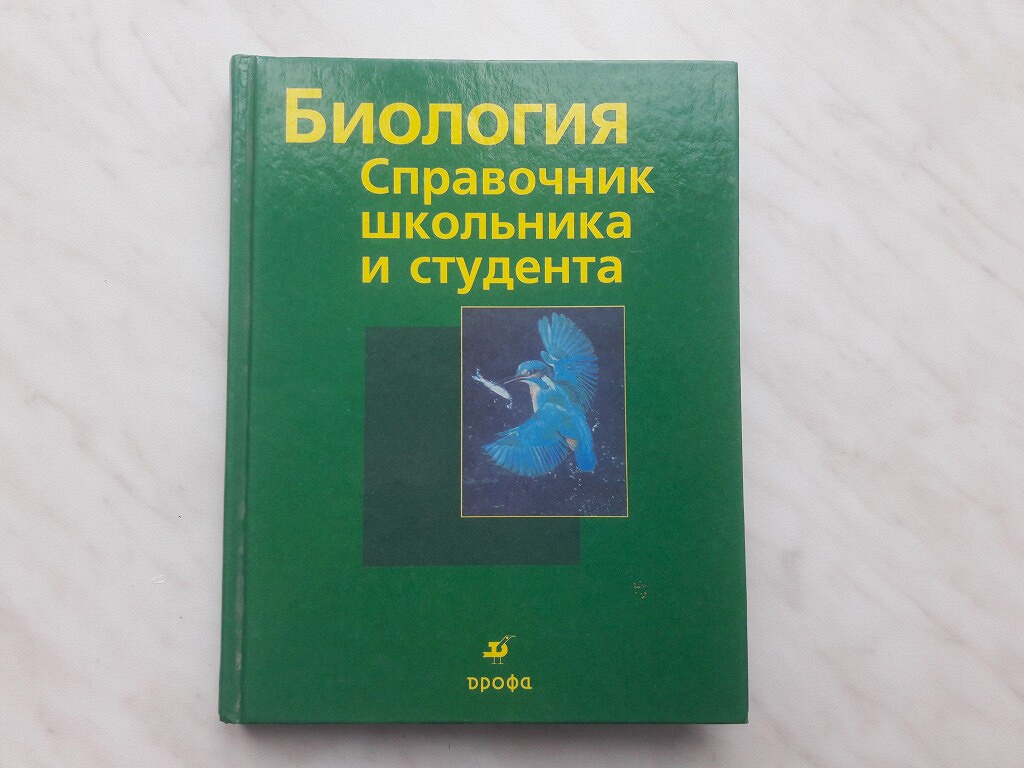 Биология
Справочник
школьника
и студента
дрофа